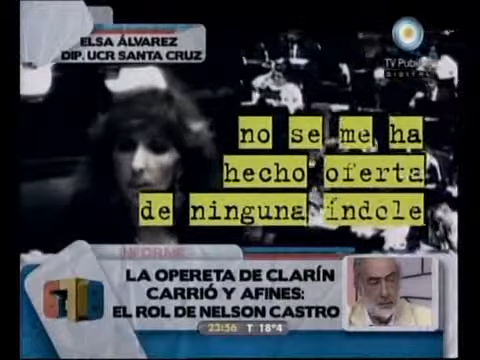 ELSA ÁLVAREZ
DIP. UCR SANTA CRUZ
TV Pública
DIGITAL
no se me ha
hecho oferta
de ninguna índole
INFORME
LA OPERETA DE CLARÍN
CARRIÓ Y AFINES:
EL ROL DE NELSON CASTRO
23:56 T 18°4